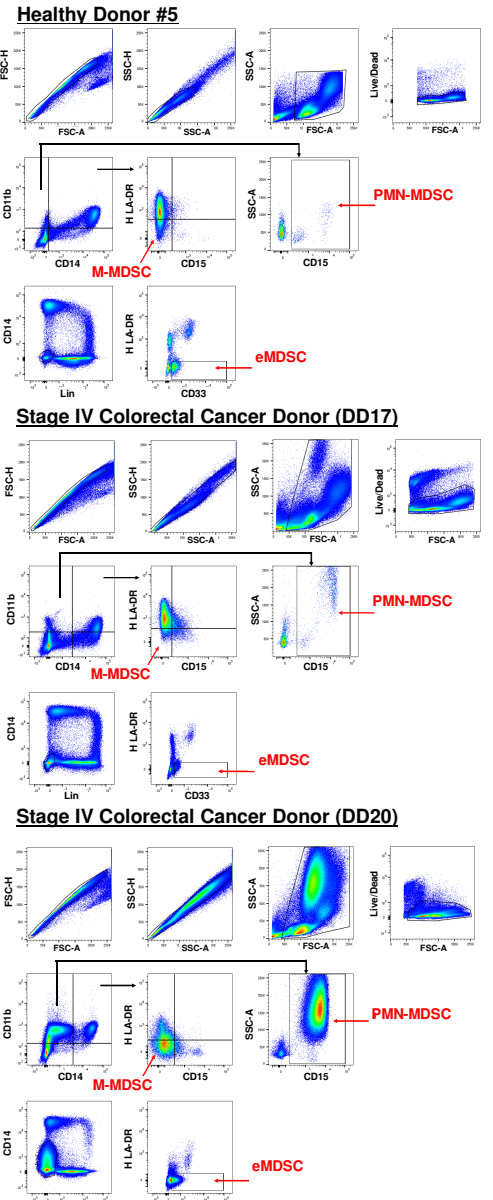 Healthy Donor #5
FSC-H
FSC-A
SSC-H
SSC-A
SSC-A
FSC-A
Live/Dead
FSC-A
CD11b
CD14
H LA-DR
CD15
M-MDSC
SSC-A
CD15
PMN-MDSC
CD14
Lin
H LA-DR
CD33
eMDSC
Stage IV Colorectal Cancer Donor (DD17)
FSC-H
FSC-A
SSC-H
SSC-A
SSC-A
FSC-A
Live/Dead
FSC-A
CD11b
CD14
H LA-DR
CD15
M-MDSC
SSC-A
CD15
PMN-MDSC
CD14
Lin
H LA-DR
CD33
eMDSC
Stage IV Colorectal Cancer Donor (DD20)
FSC-H
FSC-A
SSC-H
SSC-A
SSC-A
FSC-A
Live/Dead
FSC-A
CD11b
CD14
H LA-DR
CD15
M-MDSC
SSC-A
CD15
PMN-MDSC
CD14
H LA-DR
eMDSC